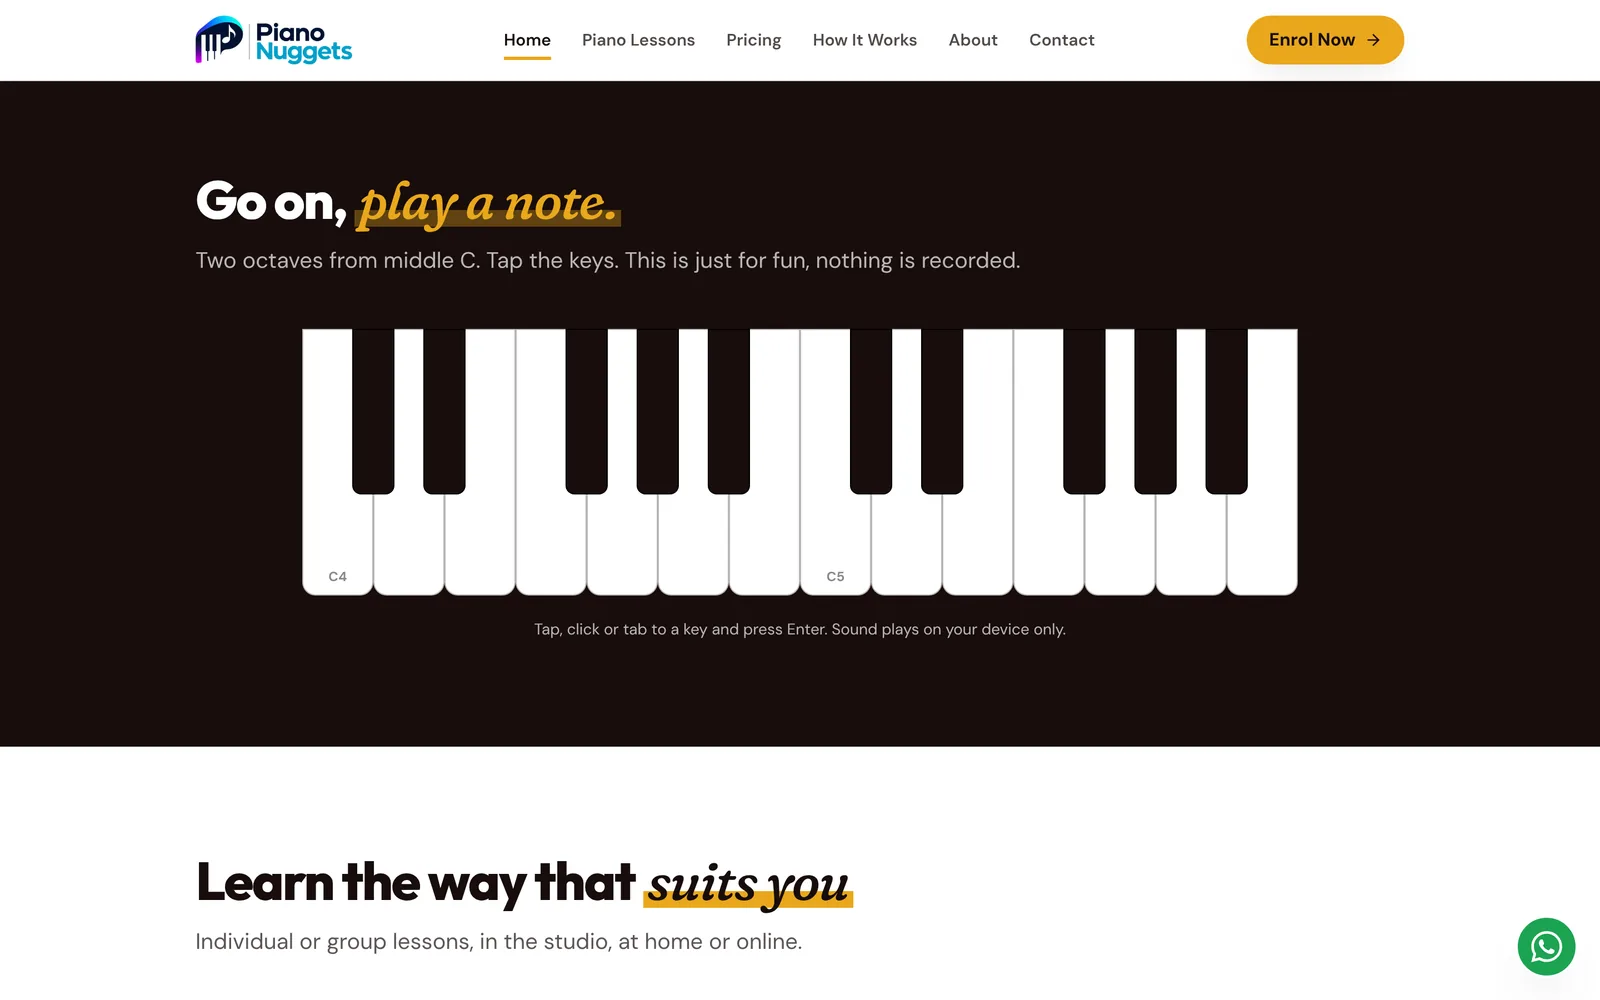 Piano
Nuggets
Home
Piano Lessons
Pricing
How It Works
About
Contact
Enrol Now →
Go on, play a note.
Two octaves from middle C. Tap the keys. This is just for fun, nothing is recorded.
C4
C5
Tap, click or tab to a key and press Enter. Sound plays on your device only.
Learn the way that suits you
Individual or group lessons, in the studio, at home or online.